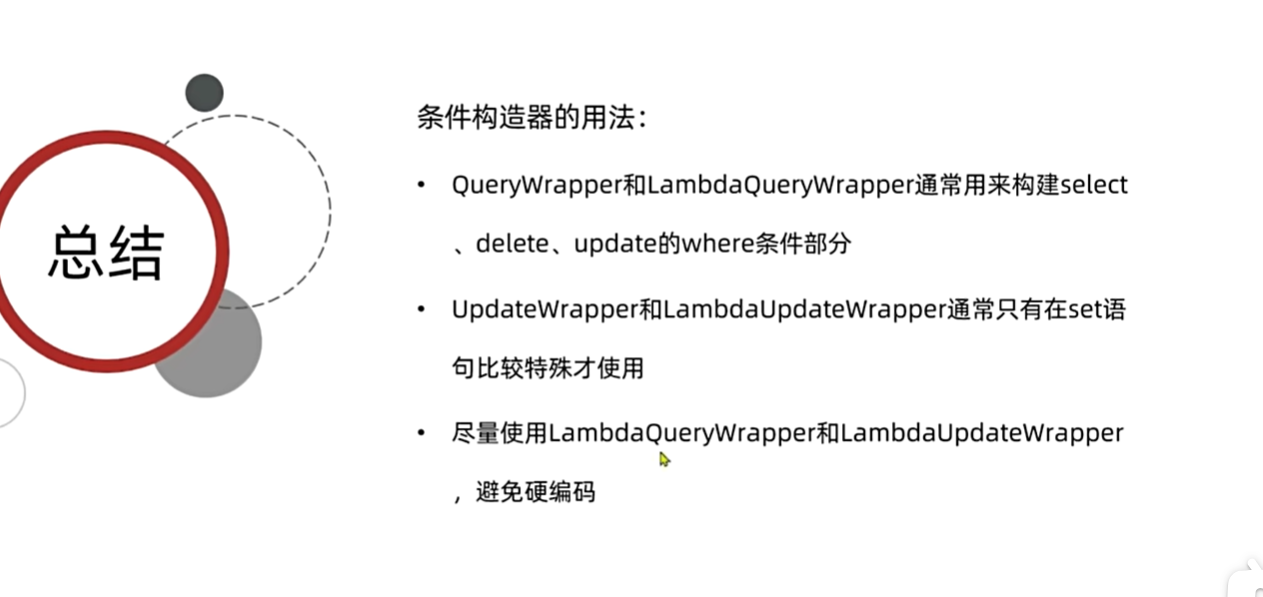 总结
条件构造器的用法：
• QueryWrapper和LambdaQueryWrapper通常用来构建select
、delete、update的where条件部分
• UpdateWrapper和LambdaUpdateWrapper通常只有在set语
句比较特殊才使用
• 尽量使用LambdaQueryWrapper和LambdaUpdateWrapper
，避免硬编码